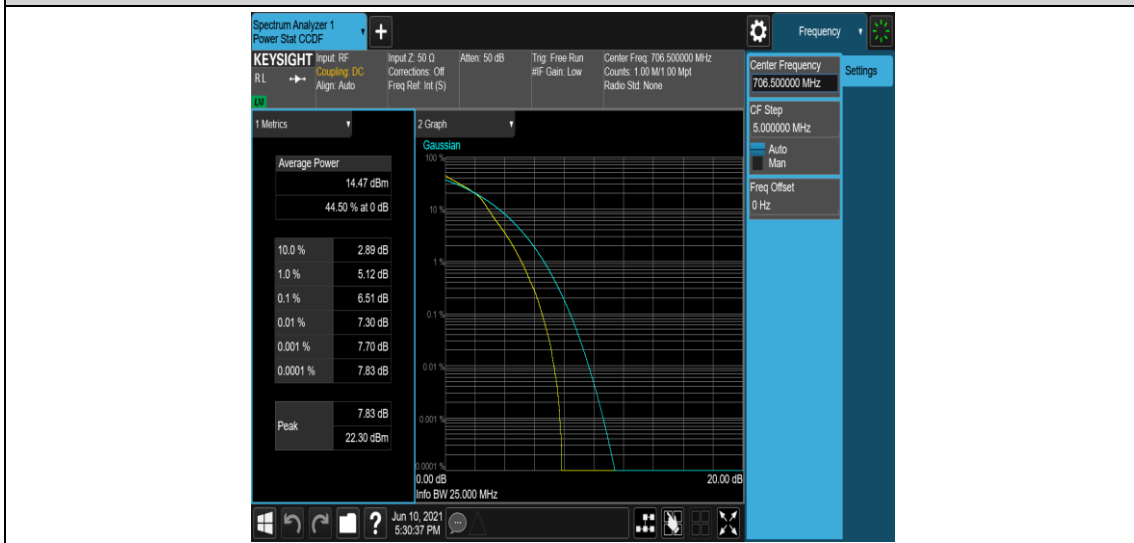 Spectrum Analyzer 1
Power Stat CCDF
Frequency
KEYSIGHT
RL
Input: RF
Coupling: DC
Align: Auto
Input Z: 50 Ω
Corrections: Off
Freq Ref: Int (S)
Atten: 50 dB
Trig: Free Run
#IF Gain: Low
Center Freq: 706.500000 MHz
Counts: 1.00 M/1.00 Mpt
Radio Std: None
Center Frequency
706.500000 MHz
Settings
CF Step
5.000000 MHz
Auto
Man
Freq Offset
0 Hz
1 Metrics
Average Power
14.47 dBm
44.50 % at 0 dB
10.0 % 2.89 dB
1.0 % 5.12 dB
0.1 % 6.51 dB
0.01 % 7.30 dB
0.001 % 7.70 dB
0.0001 % 7.83 dB
Peak
7.83 dB
22.30 dBm
2 Graph
Gaussian
100 %
10 %
1 %
0.1 %
0.01 %
0.001 %
0.0001 %
0.00 dB 20.00 dB
Info BW 25.000 MHz
?
Jun 10, 2021
5:30:37 PM